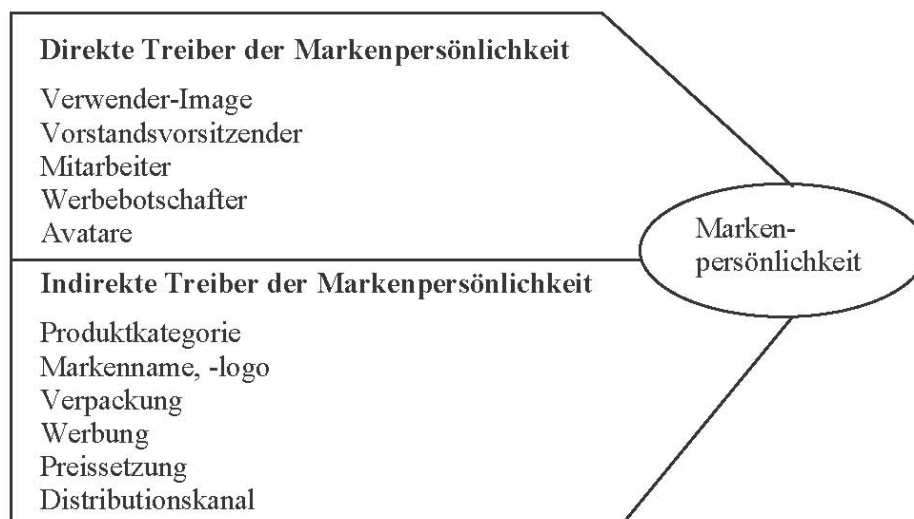 Direkte Treiber der Markenpersönlichkeit
Verwender-Image
Vorstandsvorsitzender
Mitarbeiter
Werbebotschafter
Avatare
Marken-
persönlichkeit
Indirekte Treiber der Markenpersönlichkeit
Produktkategorie
Markenname, -logo
Verpackung
Werbung
Preissetzung
Distributionskanal